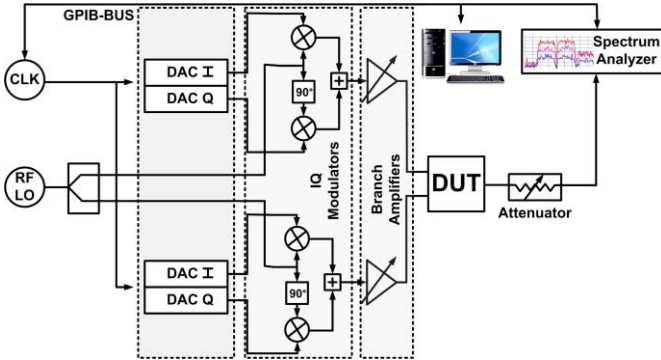 GPIB-BUS
CLK
DAC I
DAC Q
90°
IQ
Modulators
Branch
Amplifiers
Spectrum
Analyzer
RF
LO
DUT
Attenuator
DAC I
DAC Q
90°